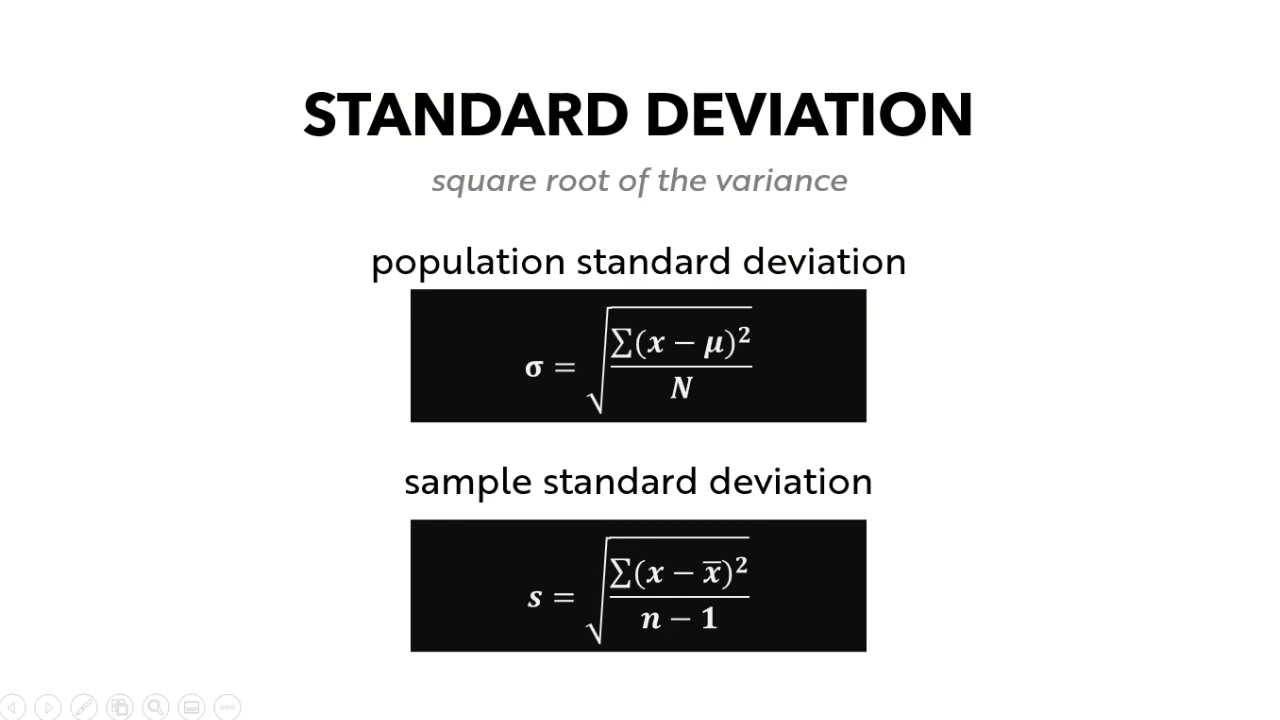 STANDARD DEVIATION
square root of the variance
population standard deviation
σ = √(∑(x − μ)² / N)
sample standard deviation
s = √(∑(x − x̅)² / n − 1)